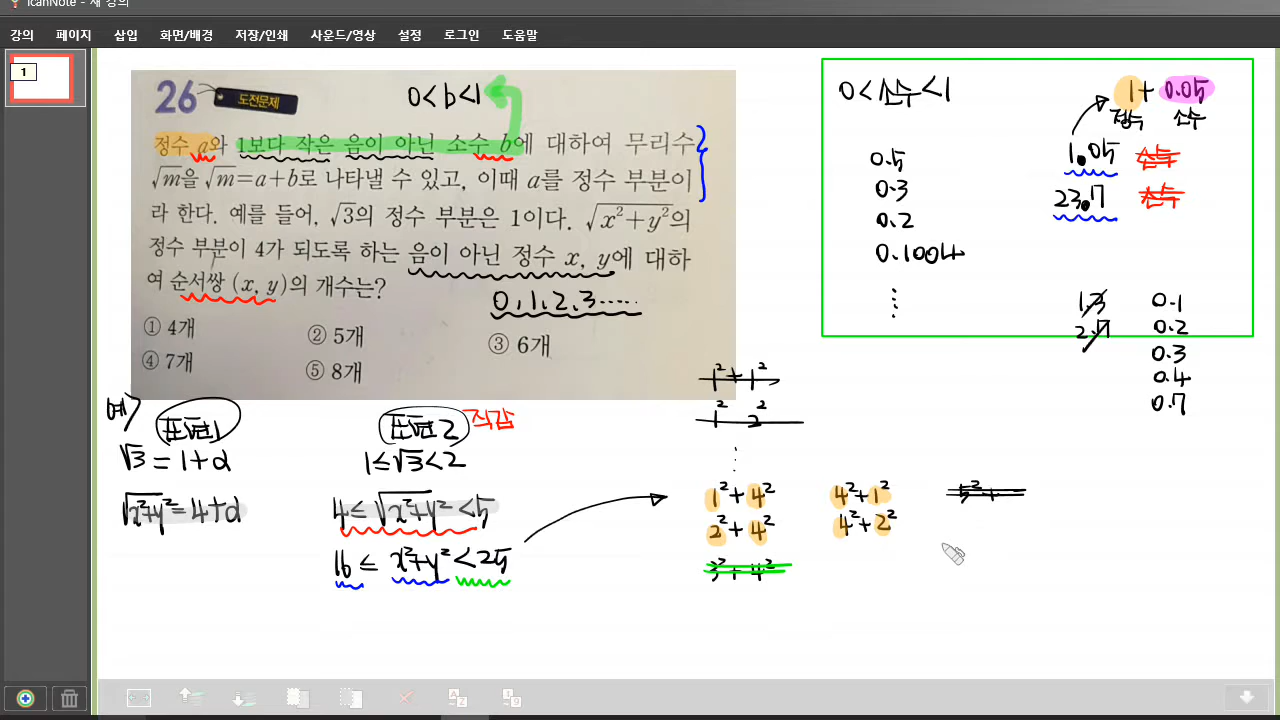 IcanNote - 새 강의
강의 페이지 삽입 화면/배경 저장/인쇄 사운드/영상 설정 로그인 도움말
1
26 도전문제
0<b<1
정수 a와 1보다 작은 음이 아닌 소수 b에 대하여 무리수
√m을 √m=a+b로 나타낼 수 있고, 이때 a를 정수 부분이
라 한다. 예를 들어, √3의 정수 부분은 1이다. √x²+y²의
정수 부분이 4가 되도록 하는 음이 아닌 정수 x, y에 대하
여 순서쌍 (x, y)의 개수는?
0, 1, 2, 3 .....
① 4개 ② 5개 ③ 6개
④ 7개 ⑤ 8개
0<소수<1
0.5
0.3
0.2
0.1004
⋮
1+0.05
정수 소수
1.05 소수
23.7 소수
1.3
2.7
0.1
0.2
0.3
0.4
0.7
예)
표현1
√3=1+α
√x²+y²=4+α
표현2 직감
1≤√3<2
4≤√x²+y²<5
16≤x²+y²<25
1²+1²
1² 2²
⋮
1²+4² 4²+1² 5²+
2²+4² 4²+2²
3²+4²